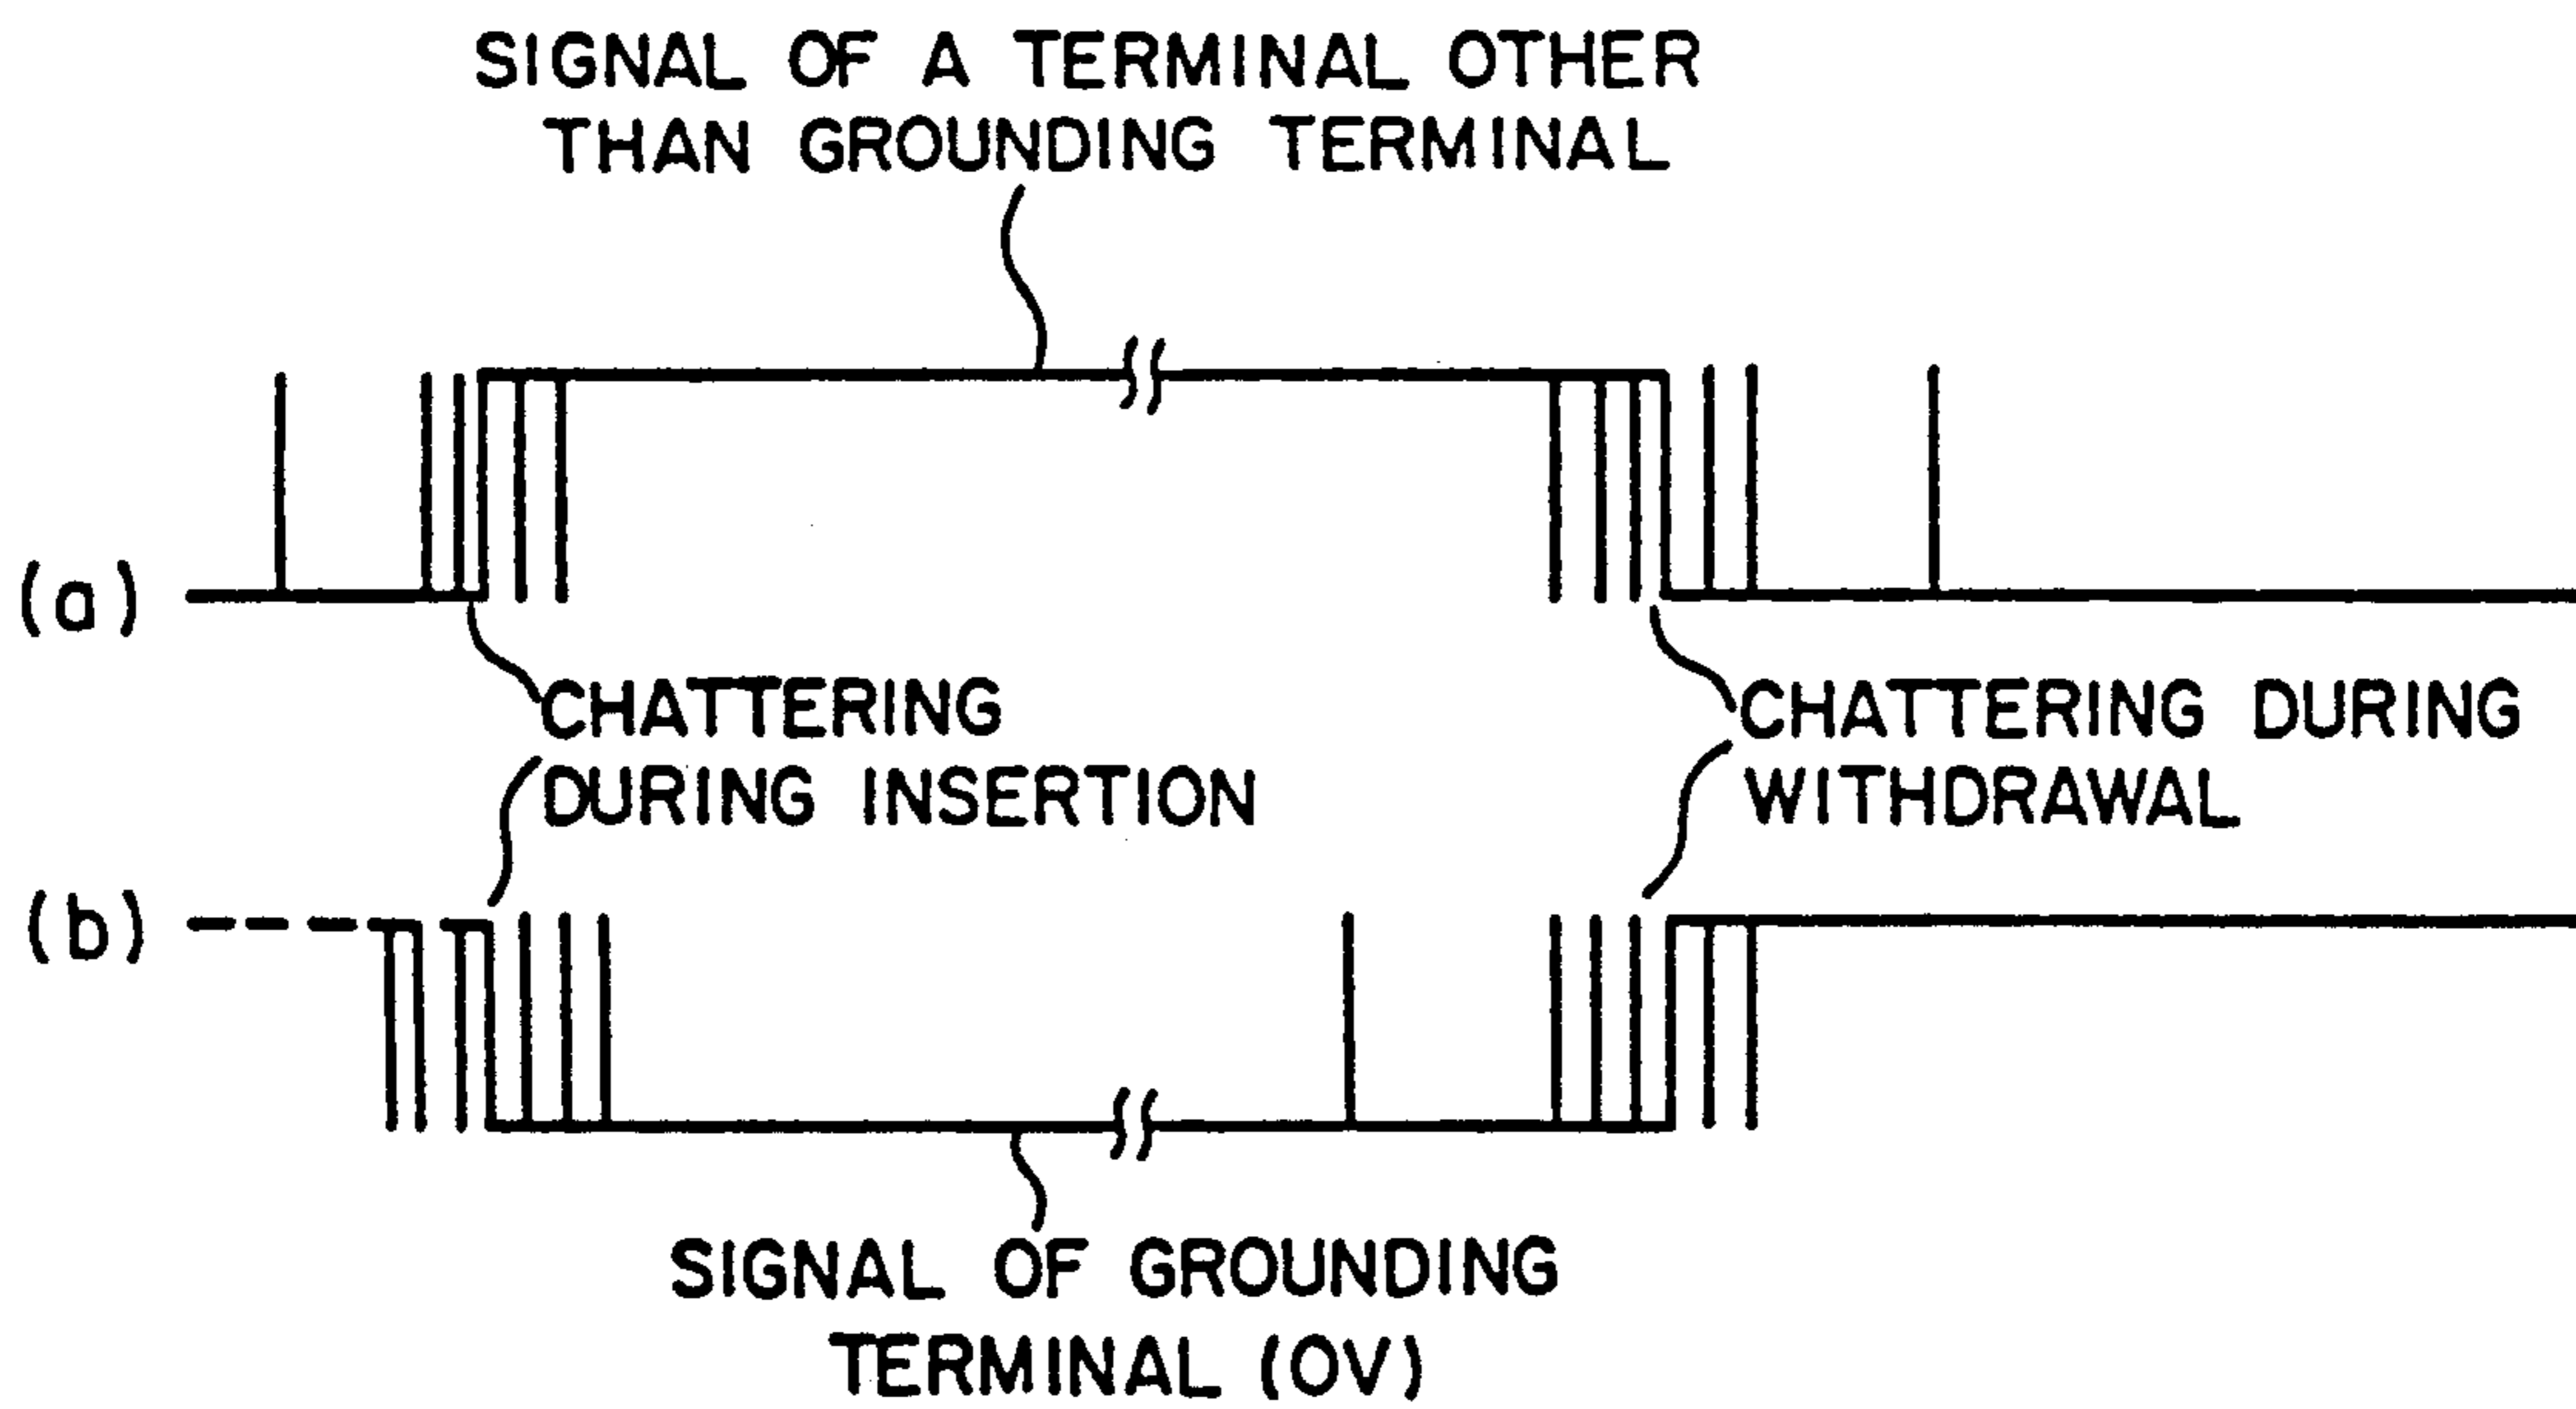 SIGNAL OF A TERMINAL OTHER
THAN GROUNDING TERMINAL
(a)
CHATTERING
DURING INSERTION
CHATTERING DURING
WITHDRAWAL
(b)
SIGNAL OF GROUNDING
TERMINAL (OV)